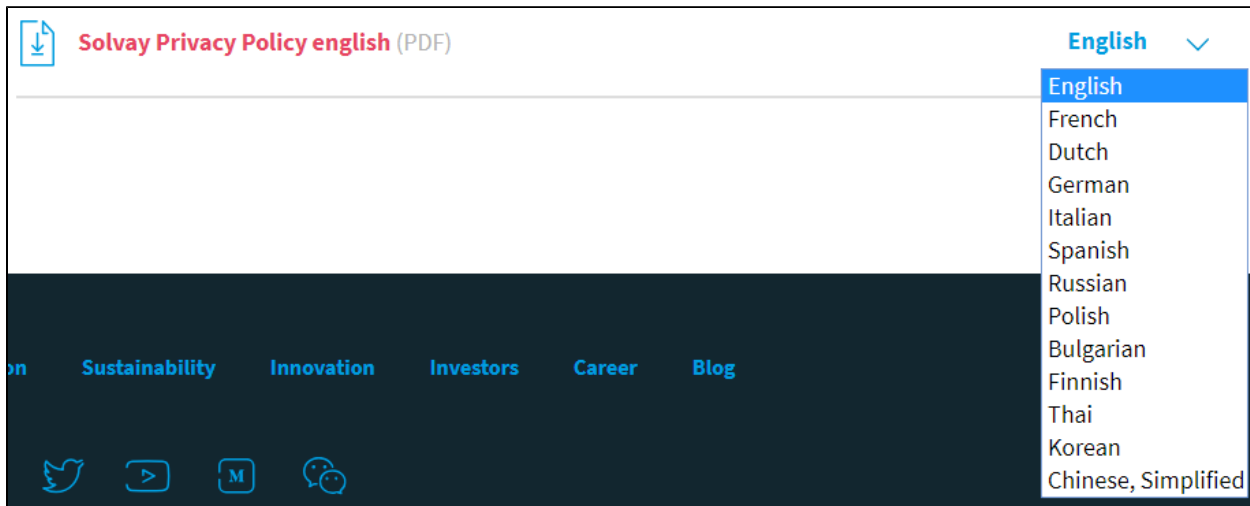 Solvay Privacy Policy english (PDF)
English
English
French
Dutch
German
Italian
Spanish
Russian
Polish
Bulgarian
Finnish
Thai
Korean
Chinese, Simplified
on Sustainability Innovation Investors Career Blog
M